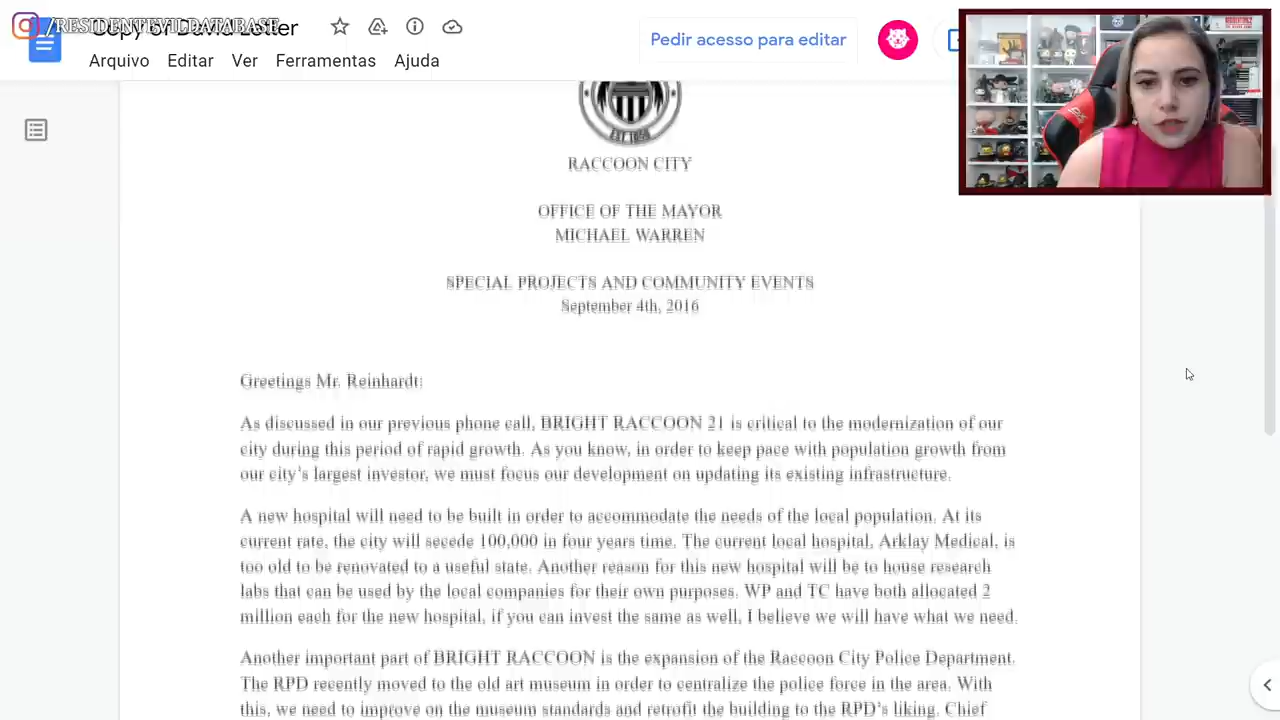 /RESIDENTEVILDATABASE
Copy of Dave Letter
Pedir acesso para editar
Arquivo Editar Ver Ferramentas Ajuda
RACCOON CITY
OFFICE OF THE MAYOR
MICHAEL WARREN
SPECIAL PROJECTS AND COMMUNITY EVENTS
September 4th, 2016
Greetings Mr. Reinhardt:
As discussed in our previous phone call, BRIGHT RACCOON 21 is critical to the modernization of our
city during this period of rapid growth. As you know, in order to keep pace with population growth from
our city's largest investor, we must focus our development on updating its existing infrastructure.
A new hospital will need to be built in order to accommodate the needs of the local population. At its
current rate, the city will secede 100,000 in four years time. The current local hospital, Arklay Medical, is
too old to be renovated to a useful state. Another reason for this new hospital will be to house research
labs that can be used by the local companies for their own purposes. WP and TC have both allocated 2
million each for the new hospital, if you can invest the same as well, I believe we will have what we need.
Another important part of BRIGHT RACCOON is the expansion of the Raccoon City Police Department.
The RPD recently moved to the old art museum in order to centralize the police force in the area. With
this, we need to improve on the museum standards and retrofit the building to the RPD's liking. Chief